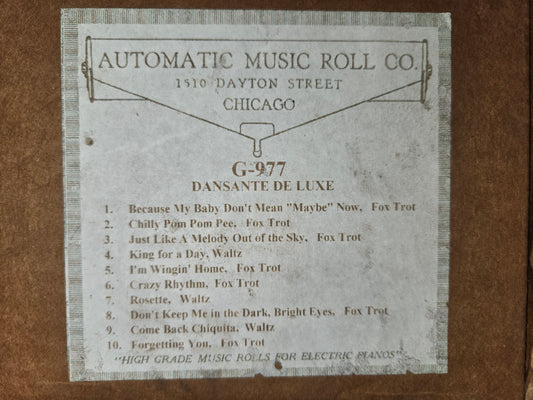 AUTOMATIC MUSIC ROLL CO.
1510 DAYTON STREET
CHICAGO
G-977
DANSANTE DE LUXE
1. Because My Baby Don't Mean "Maybe" Now, Fox Trot
2. Chilly Pom Pom Pee, Fox Trot
3. Just Like A Melody Out of the Sky, Fox Trot
4. King for a Day, Waltz
5. I'm Wingin' Home, Fox Trot
6. Crazy Rhythm, Fox Trot
7. Rosette, Waltz
8. Don't Keep Me in the Dark, Bright Eyes, Fox Trot
9. Come Back Chiquita, Waltz
10. Forgetting You, Fox Trot
"HIGH GRADE MUSIC ROLLS FOR ELECTRIC PIANOS"